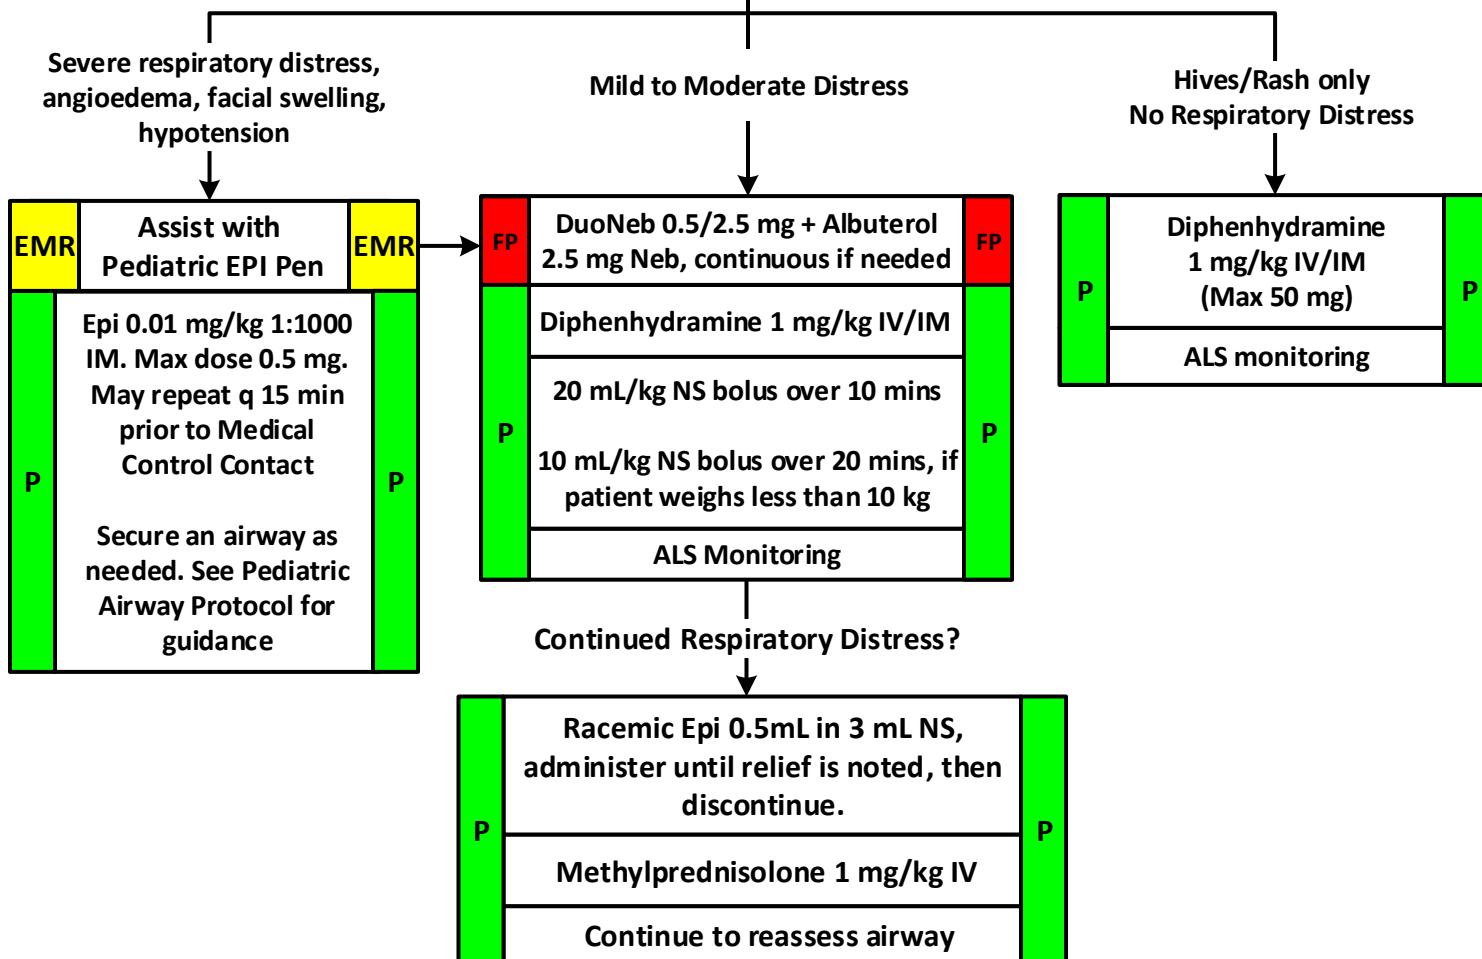 Severe respiratory distress,
angioedema, facial swelling,
hypotension
Mild to Moderate Distress
Hives/Rash only
No Respiratory Distress
EMR
Assist with
Pediatric EPI Pen
EMR
P
Epi 0.01 mg/kg 1:1000
IM. Max dose 0.5 mg.
May repeat q 15 min
prior to Medical
Control Contact
Secure an airway as
needed. See Pediatric
Airway Protocol for
guidance
P
FP
DuoNeb 0.5/2.5 mg + Albuterol
2.5 mg Neb, continuous if needed
FP
P
Diphenhydramine 1 mg/kg IV/IM
20 mL/kg NS bolus over 10 mins
10 mL/kg NS bolus over 20 mins, if
patient weighs less than 10 kg
ALS Monitoring
P
P
Diphenhydramine
1 mg/kg IV/IM
(Max 50 mg)
ALS monitoring
P
Continued Respiratory Distress?
P
Racemic Epi 0.5mL in 3 mL NS,
administer until relief is noted, then
discontinue.
Methylprednisolone 1 mg/kg IV
Continue to reassess airway
P